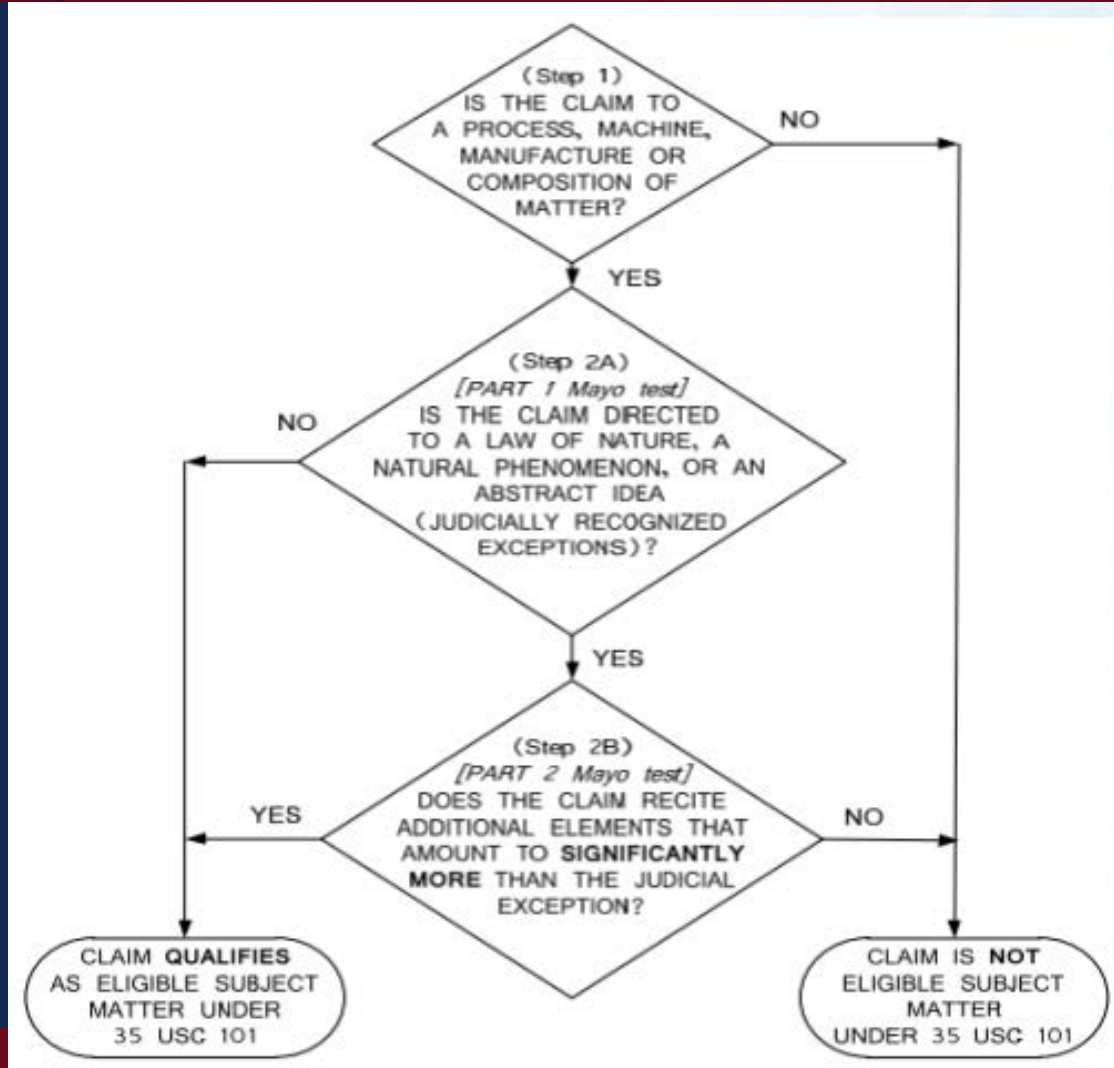 (Step 1)
IS THE CLAIM TO
A PROCESS, MACHINE,
MANUFACTURE OR
COMPOSITION OF
MATTER?
NO
YES
(Step 2A)
[PART 1 Mayo test]
IS THE CLAIM DIRECTED
TO A LAW OF NATURE, A
NATURAL PHENOMENON, OR AN
ABSTRACT IDEA
(JUDICIALLY RECOGNIZED
EXCEPTIONS)?
NO
YES
(Step 2B)
[PART 2 Mayo test]
DOES THE CLAIM RECITE
ADDITIONAL ELEMENTS THAT
AMOUNT TO SIGNIFICANTLY
MORE THAN THE JUDICIAL
EXCEPTION?
YES
NO
CLAIM QUALIFIES
AS ELIGIBLE SUBJECT
MATTER UNDER
35 USC 101
CLAIM IS NOT
ELIGIBLE SUBJECT
MATTER
UNDER 35 USC 101